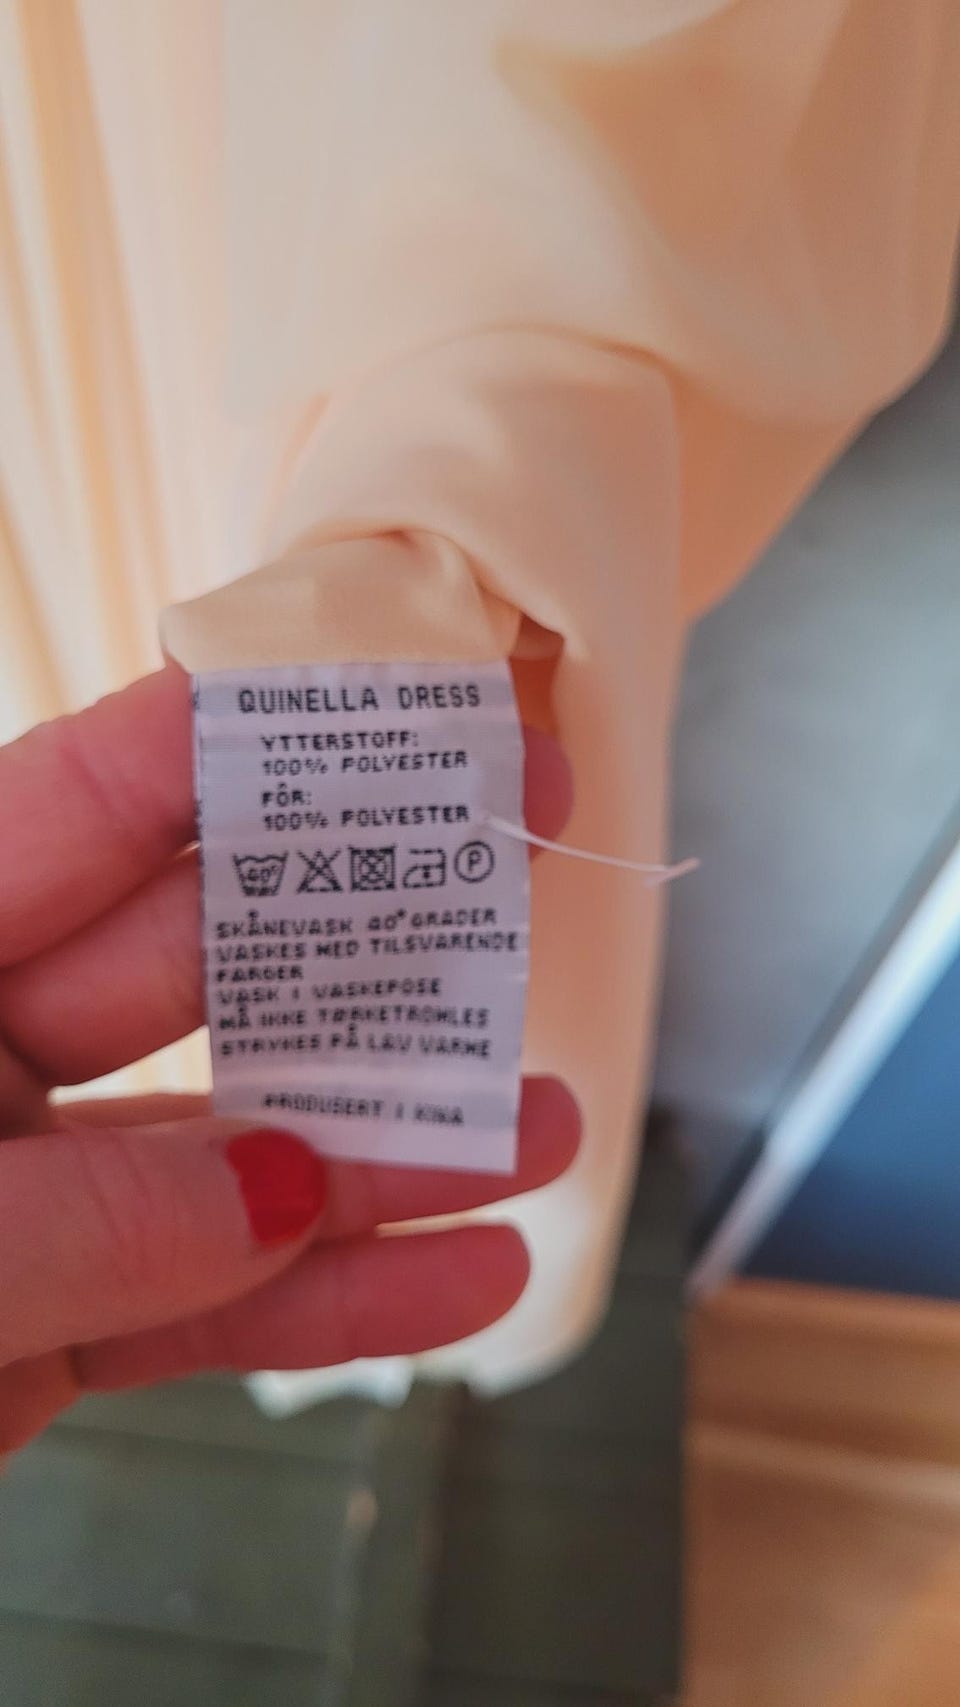 QUINELLA DRESS
YTTERSTOFF:
100% POLYESTER
FÔR:
100% POLYESTER
40° P
SKÅNEVASK 40° GRADER
VASKES MED TILSVARENDE
FARGER
VASK I VASKEPOSE
MÅ IKKE TØRKETROMLES
STRYKES PÅ LAV VARME
PRODUSERT I KINA